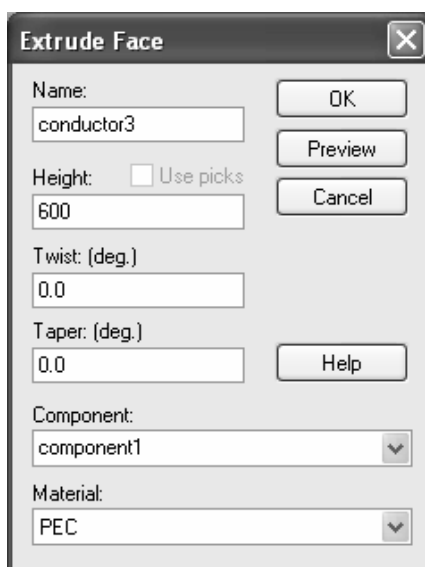 Extrude Face
Name:
conductor3
OK
Preview
Height:
Use picks
600
Cancel
Twist: (deg.)
0.0
Taper: (deg.)
0.0
Help
Component:
component1
Material:
PEC